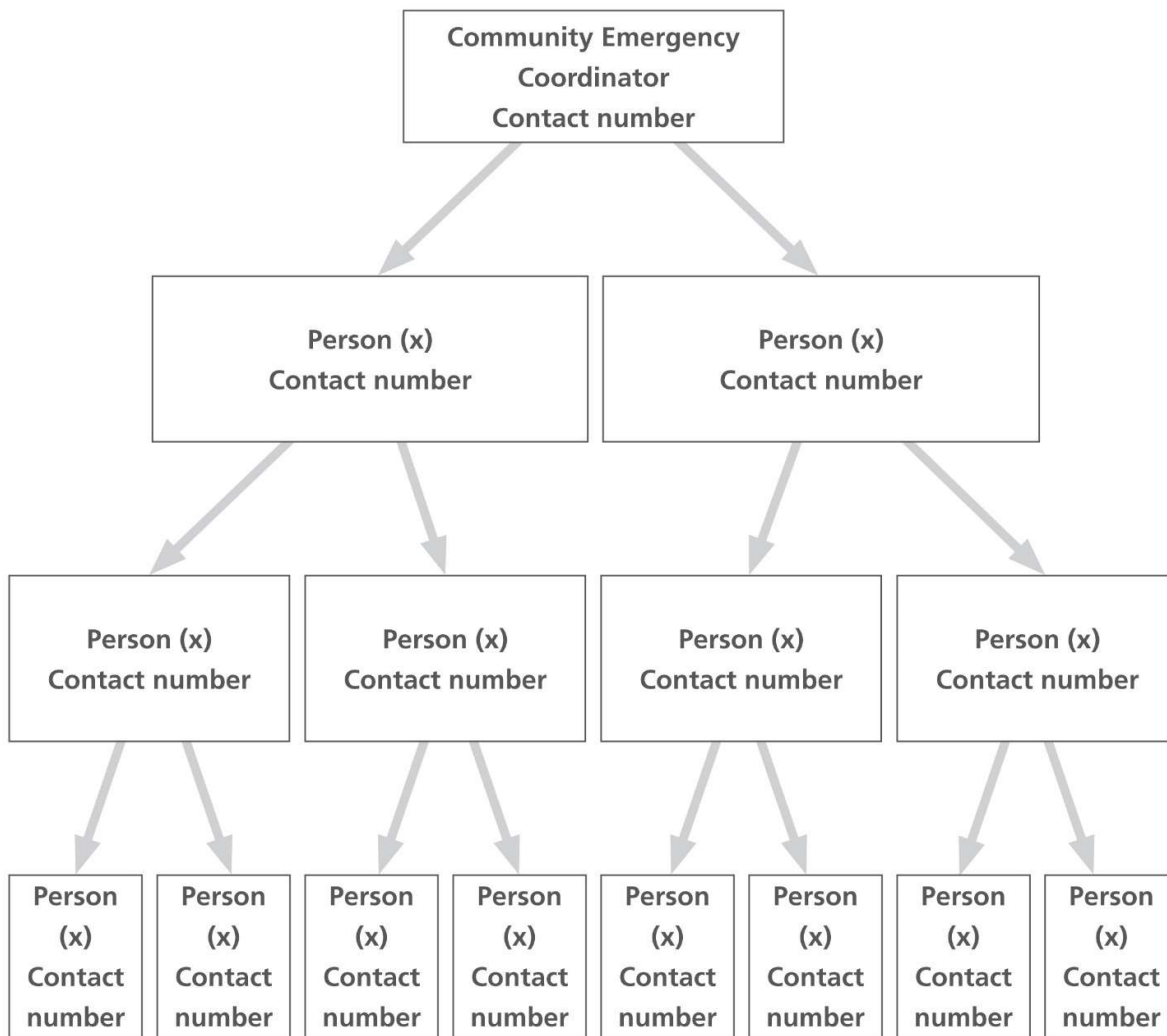 Community Emergency
Coordinator
Contact number
Person (x)
Contact number
Person (x)
Contact number
Person (x)
Contact number
Person (x)
Contact number
Person (x)
Contact number
Person (x)
Contact number
Person
(x)
Contact
number
Person
(x)
Contact
number
Person
(x)
Contact
number
Person
(x)
Contact
number
Person
(x)
Contact
number
Person
(x)
Contact
number
Person
(x)
Contact
number
Person
(x)
Contact
number